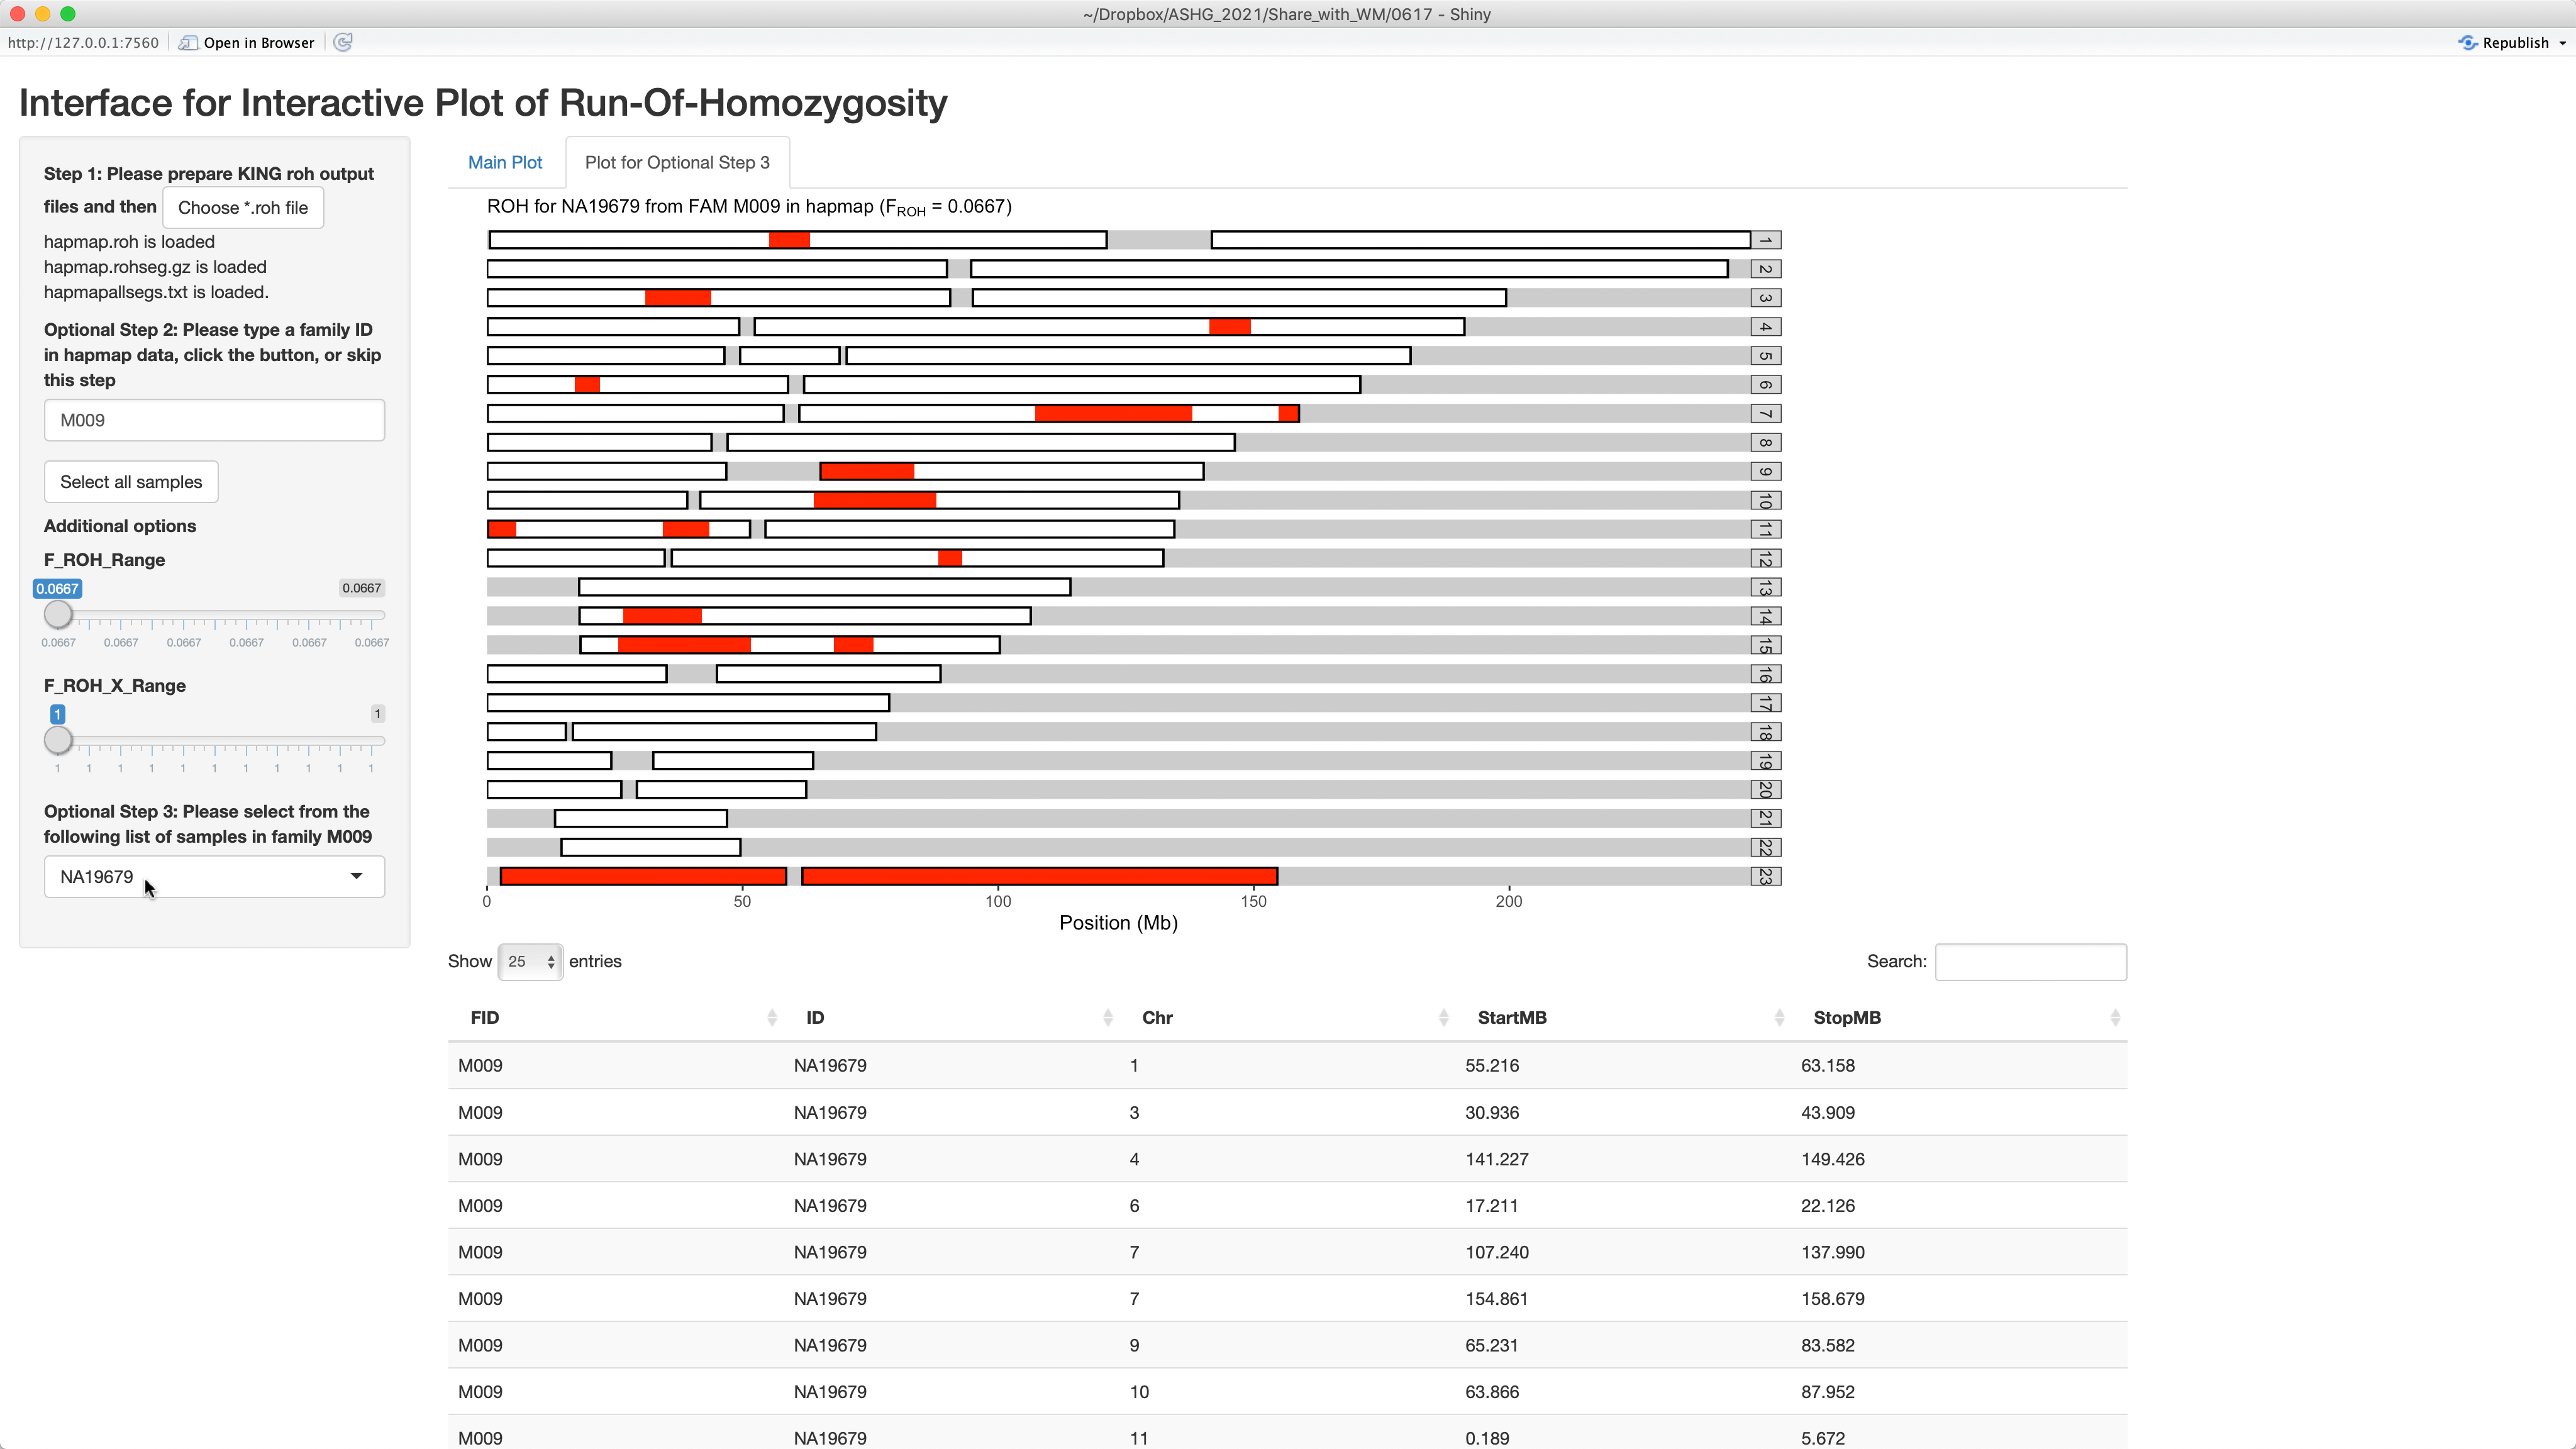 ~/Dropbox/ASHG_2021/Share_with_WM/0617 - Shiny
http://127.0.0.1:7560 Open in Browser Republish
Interface for Interactive Plot of Run-Of-Homozygosity
Step 1: Please prepare KING roh output
files and then Choose *.roh file
hapmap.roh is loaded
hapmap.rohseg.gz is loaded
hapmapallsegs.txt is loaded.
Optional Step 2: Please type a family ID
in hapmap data, click the button, or skip
this step
M009
Select all samples
Additional options
F_ROH_Range
0.0667 0.0667
0.0667 0.0667 0.0667 0.0667 0.0667 0.0667
F_ROH_X_Range
1 1
1 1 1 1 1 1 1 1 1 1 1
Optional Step 3: Please select from the
following list of samples in family M009
NA19679
Main Plot Plot for Optional Step 3
ROH for NA19679 from FAM M009 in hapmap (FROH = 0.0667)
1
2
3
4
5
6
7
8
9
10
11
12
13
14
15
16
17
18
19
20
21
22
23
0 50 100 150 200
Position (Mb)
Show 25 entries Search:
FID ID Chr StartMB StopMB
M009 NA19679 1 55.216 63.158
M009 NA19679 3 30.936 43.909
M009 NA19679 4 141.227 149.426
M009 NA19679 6 17.211 22.126
M009 NA19679 7 107.240 137.990
M009 NA19679 7 154.861 158.679
M009 NA19679 9 65.231 83.582
M009 NA19679 10 63.866 87.952
M009 NA19679 11 0.189 5.672